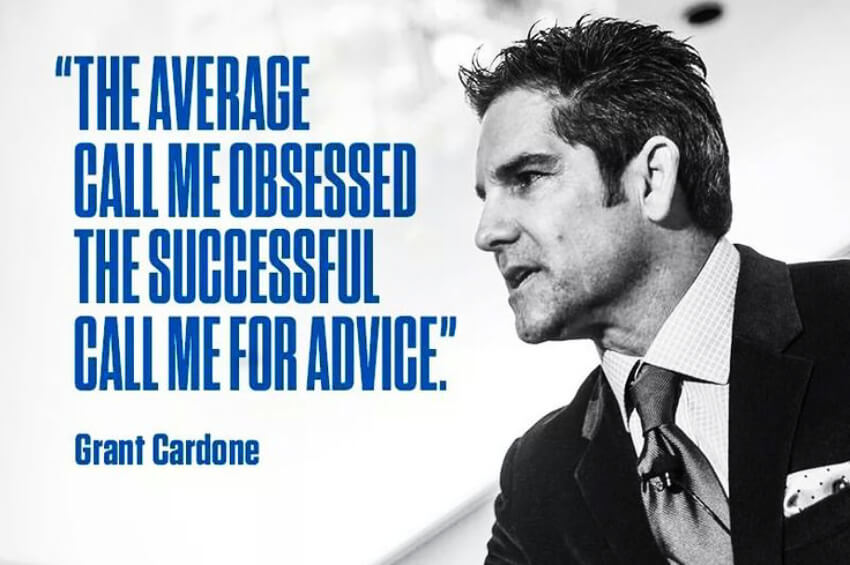 “THE AVERAGE
CALL ME OBSESSED
THE SUCCESSFUL
CALL ME FOR ADVICE.”
Grant Cardone